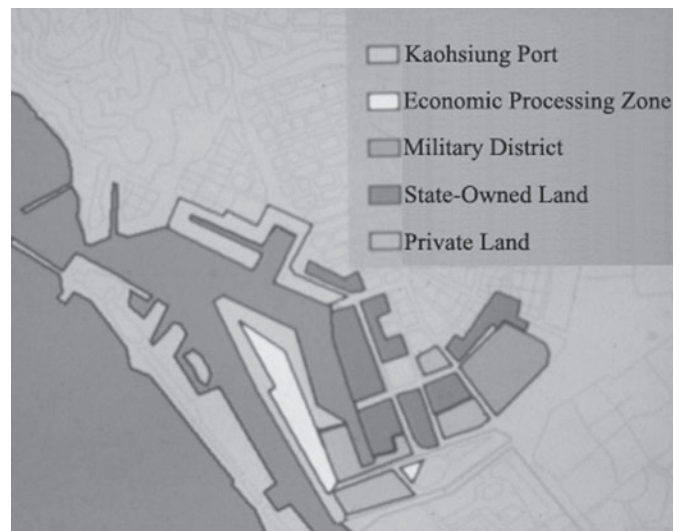 Kaohsiung Port
Economic Processing Zone
Military District
State-Owned Land
Private Land